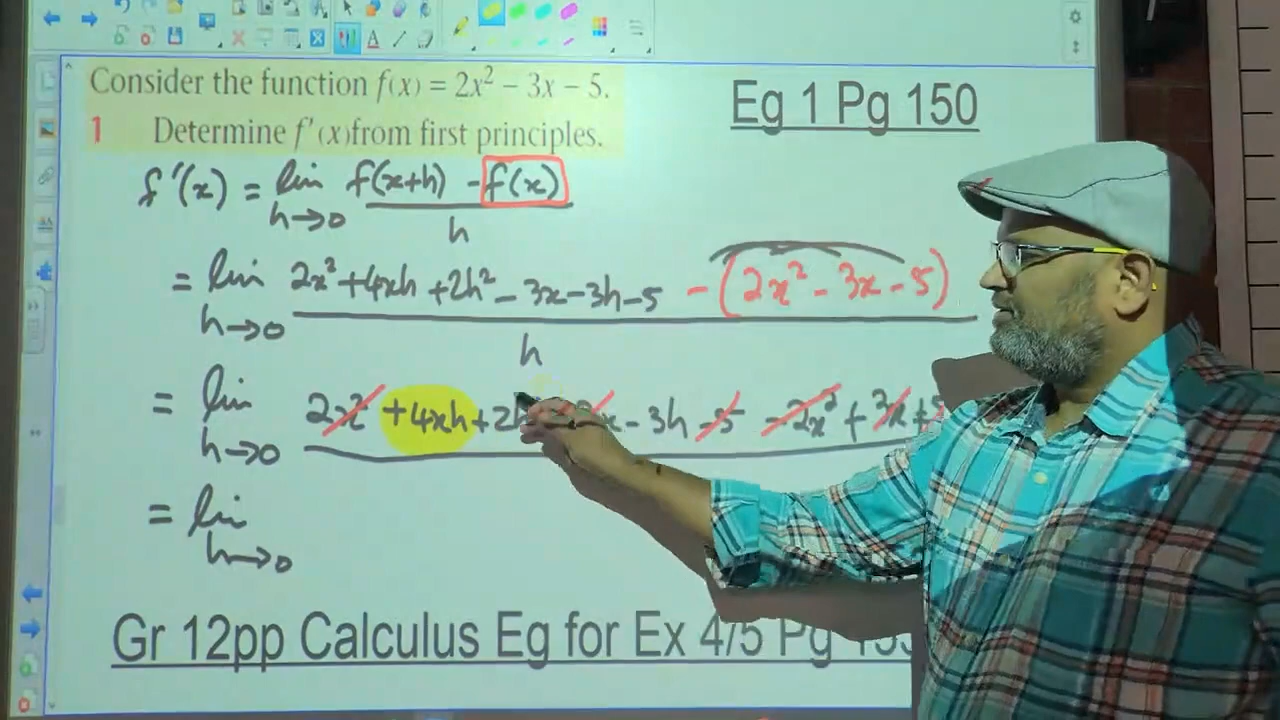 Consider the function f(x) = 2x² – 3x – 5.
Eg 1 Pg 150
1 Determine f'(x)from first principles.
f'(x) = lim h→0 f(x+h) - f(x)
h
= lim h→0 2x² + 4xh + 2h² - 3x - 3h - 5 - (2x² - 3x - 5)
h
= lim h→0 2x² + 4xh + 2h - 3h - 5 - 2x² + 3x + 5
= lim h→0
Gr 12pp Calculus Eg for Ex 4/5 Pg